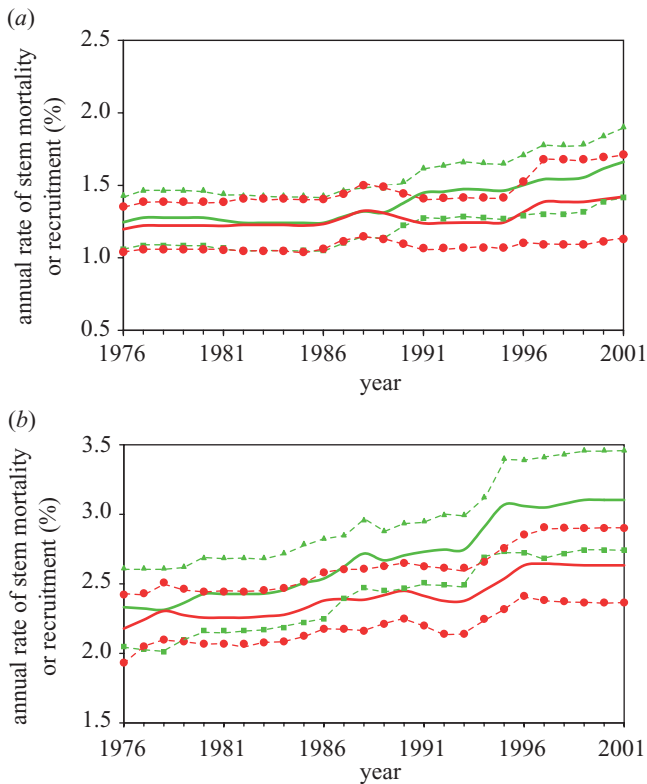 (a)
2.5
2.0
1.5
1.0
0.5
annual rate of stem mortality
or recruitment (%)
1976 1981 1986 1991 1996 2001
year
(b)
3.5
3.0
2.5
2.0
1.5
annual rate of stem mortality
or recruitment (%)
1976 1981 1986 1991 1996 2001
year